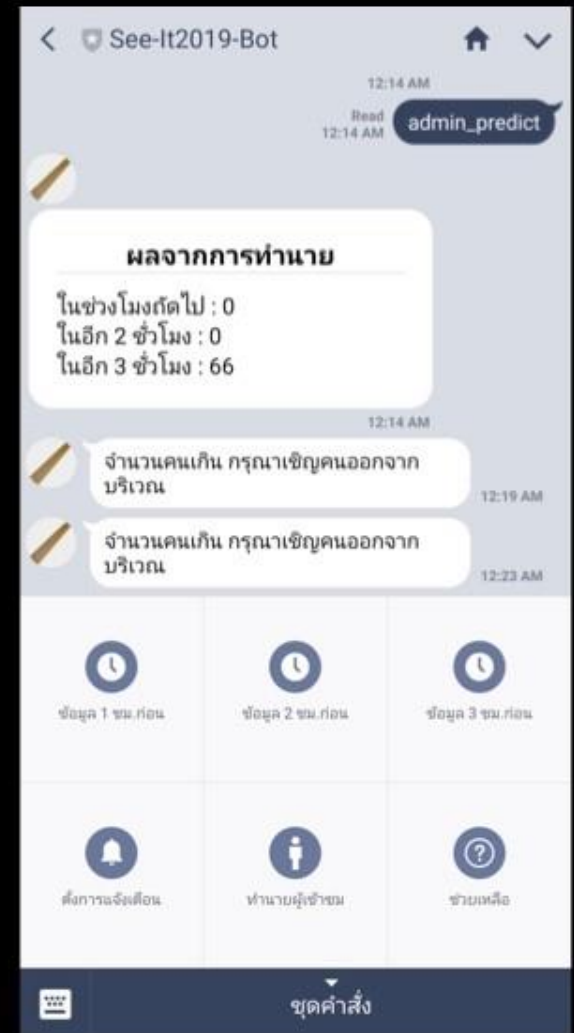 See-It2019-Bot
12:14 AM
Read
12:14 AM
admin_predict
ผลจากการทำนาย
ในช่วงโมงถัดไป : 0
ในอีก 2 ชั่วโมง : 0
ในอีก 3 ชั่วโมง : 66
12:14 AM
จำนวนคนเกิน กรุณาเชิญคนออกจาก
บริเวณ
12:19 AM
จำนวนคนเกิน กรุณาเชิญคนออกจาก
บริเวณ
12:23 AM
ข้อมูล 1 ชม.ก่อน
ข้อมูล 2 ชม.ก่อน
ข้อมูล 3 ชม.ก่อน
ตั้งการแจ้งเตือน
ทำนายผู้เข้าชม
ช่วยเหลือ
ชุดคำสั่ง